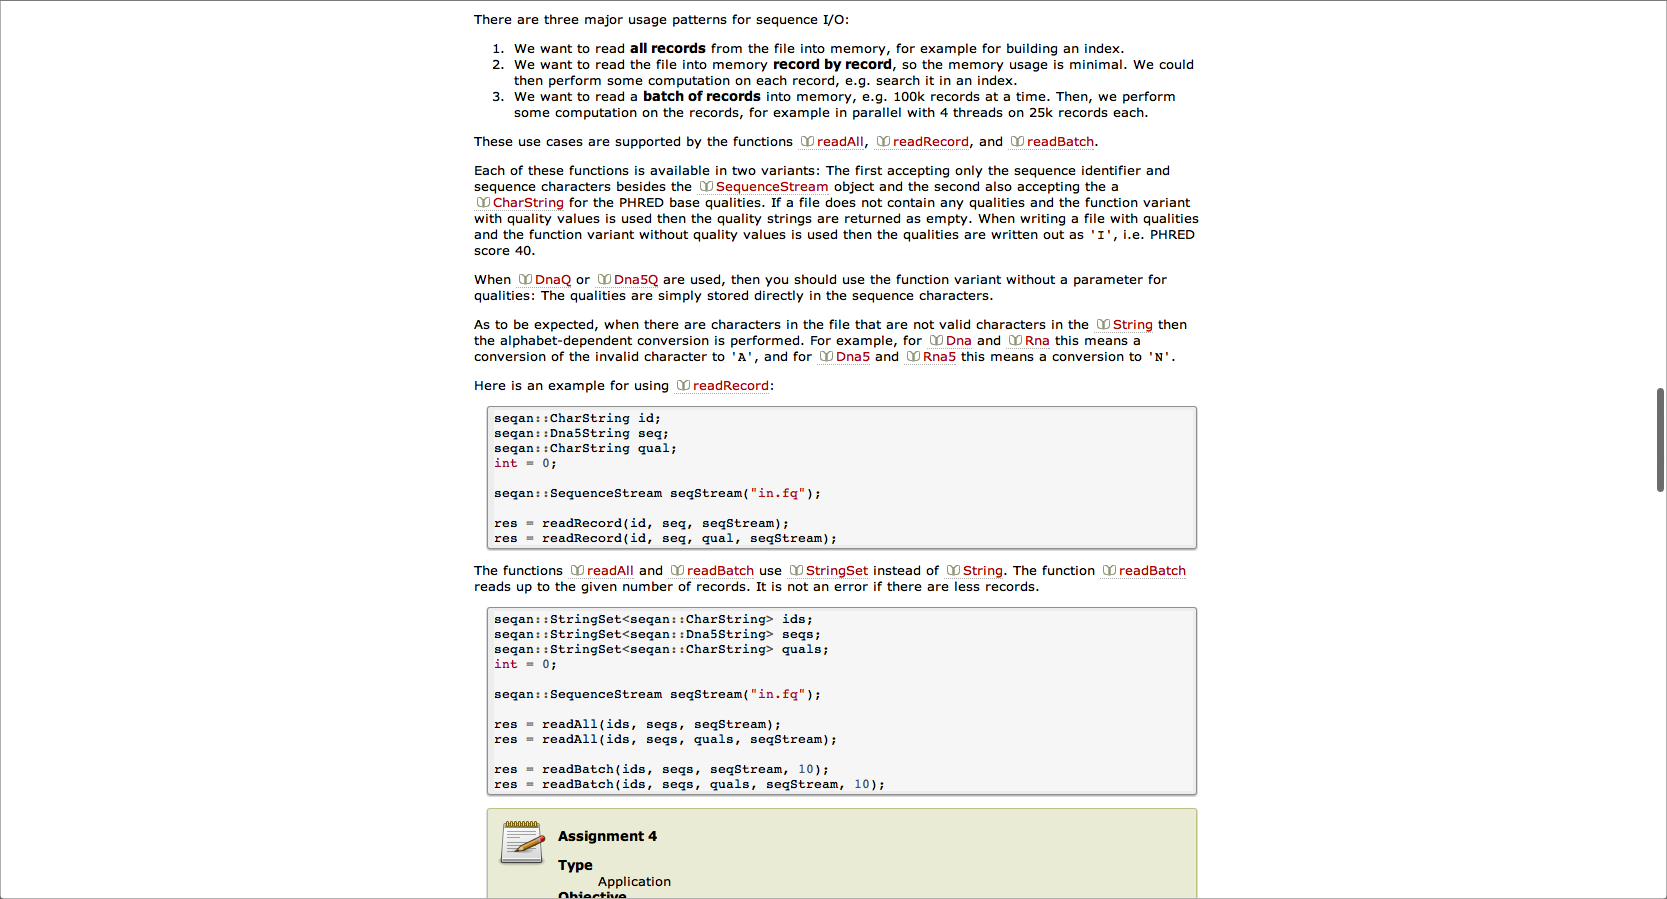 There are three major usage patterns for sequence I/O:
1. We want to read all records from the file into memory, for example for building an index.
2. We want to read the file into memory record by record, so the memory usage is minimal. We could
then perform some computation on each record, e.g. search it in an index.
3. We want to read a batch of records into memory, e.g. 100k records at a time. Then, we perform
some computation on the records, for example in parallel with 4 threads on 25k records each.
These use cases are supported by the functions readAll, readRecord, and readBatch.
Each of these functions is available in two variants: The first accepting only the sequence identifier and
sequence characters besides the SequenceStream object and the second also accepting the a
CharString for the PHRED base qualities. If a file does not contain any qualities and the function variant
with quality values is used then the quality strings are returned as empty. When writing a file with qualities
and the function variant without quality values is used then the qualities are written out as 'I', i.e. PHRED
score 40.
When DnaQ or Dna5Q are used, then you should use the function variant without a parameter for
qualities: The qualities are simply stored directly in the sequence characters.
As to be expected, when there are characters in the file that are not valid characters in the String then
the alphabet-dependent conversion is performed. For example, for Dna and Rna this means a
conversion of the invalid character to 'A', and for Dna5 and Rna5 this means a conversion to 'N'.
Here is an example for using readRecord:
seqan::CharString id;
seqan::Dna5String seq;
seqan::CharString qual;
int = 0;
seqan::SequenceStream seqStream("in.fq");
res = readRecord(id, seq, seqStream);
res = readRecord(id, seq, qual, seqStream);
The functions readAll and readBatch use StringSet instead of String. The function readBatch
reads up to the given number of records. It is not an error if there are less records.
seqan::StringSet<seqan::CharString> ids;
seqan::StringSet<seqan::Dna5String> seqs;
seqan::StringSet<seqan::CharString> quals;
int = 0;
seqan::SequenceStream seqStream("in.fq");
res = readAll(ids, seqs, seqStream);
res = readAll(ids, seqs, quals, seqStream);
res = readBatch(ids, seqs, seqStream, 10);
res = readBatch(ids, seqs, quals, seqStream, 10);
Assignment 4
Type
Application
Objective